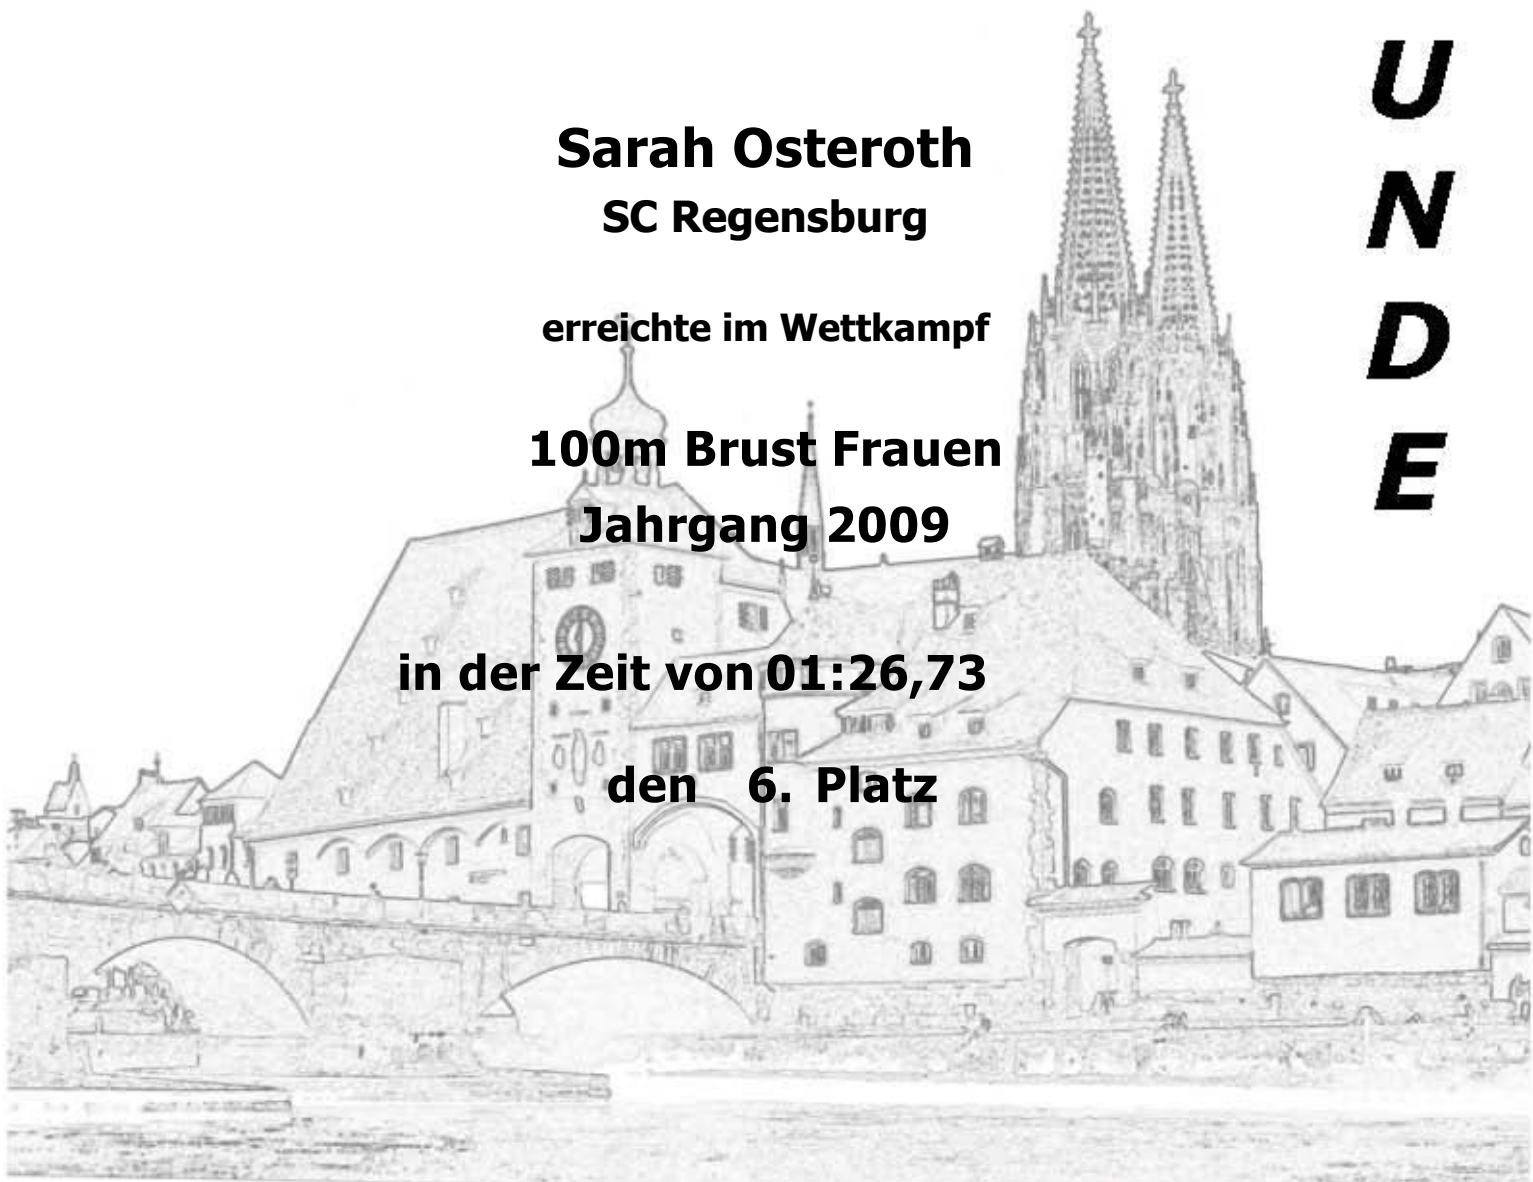 Sarah Osteroth
SC Regensburg
erreichte im Wettkampf
100m Brust Frauen
Jahrgang 2009
in der Zeit von 01:26,73
den 6. Platz
U
N
D
E